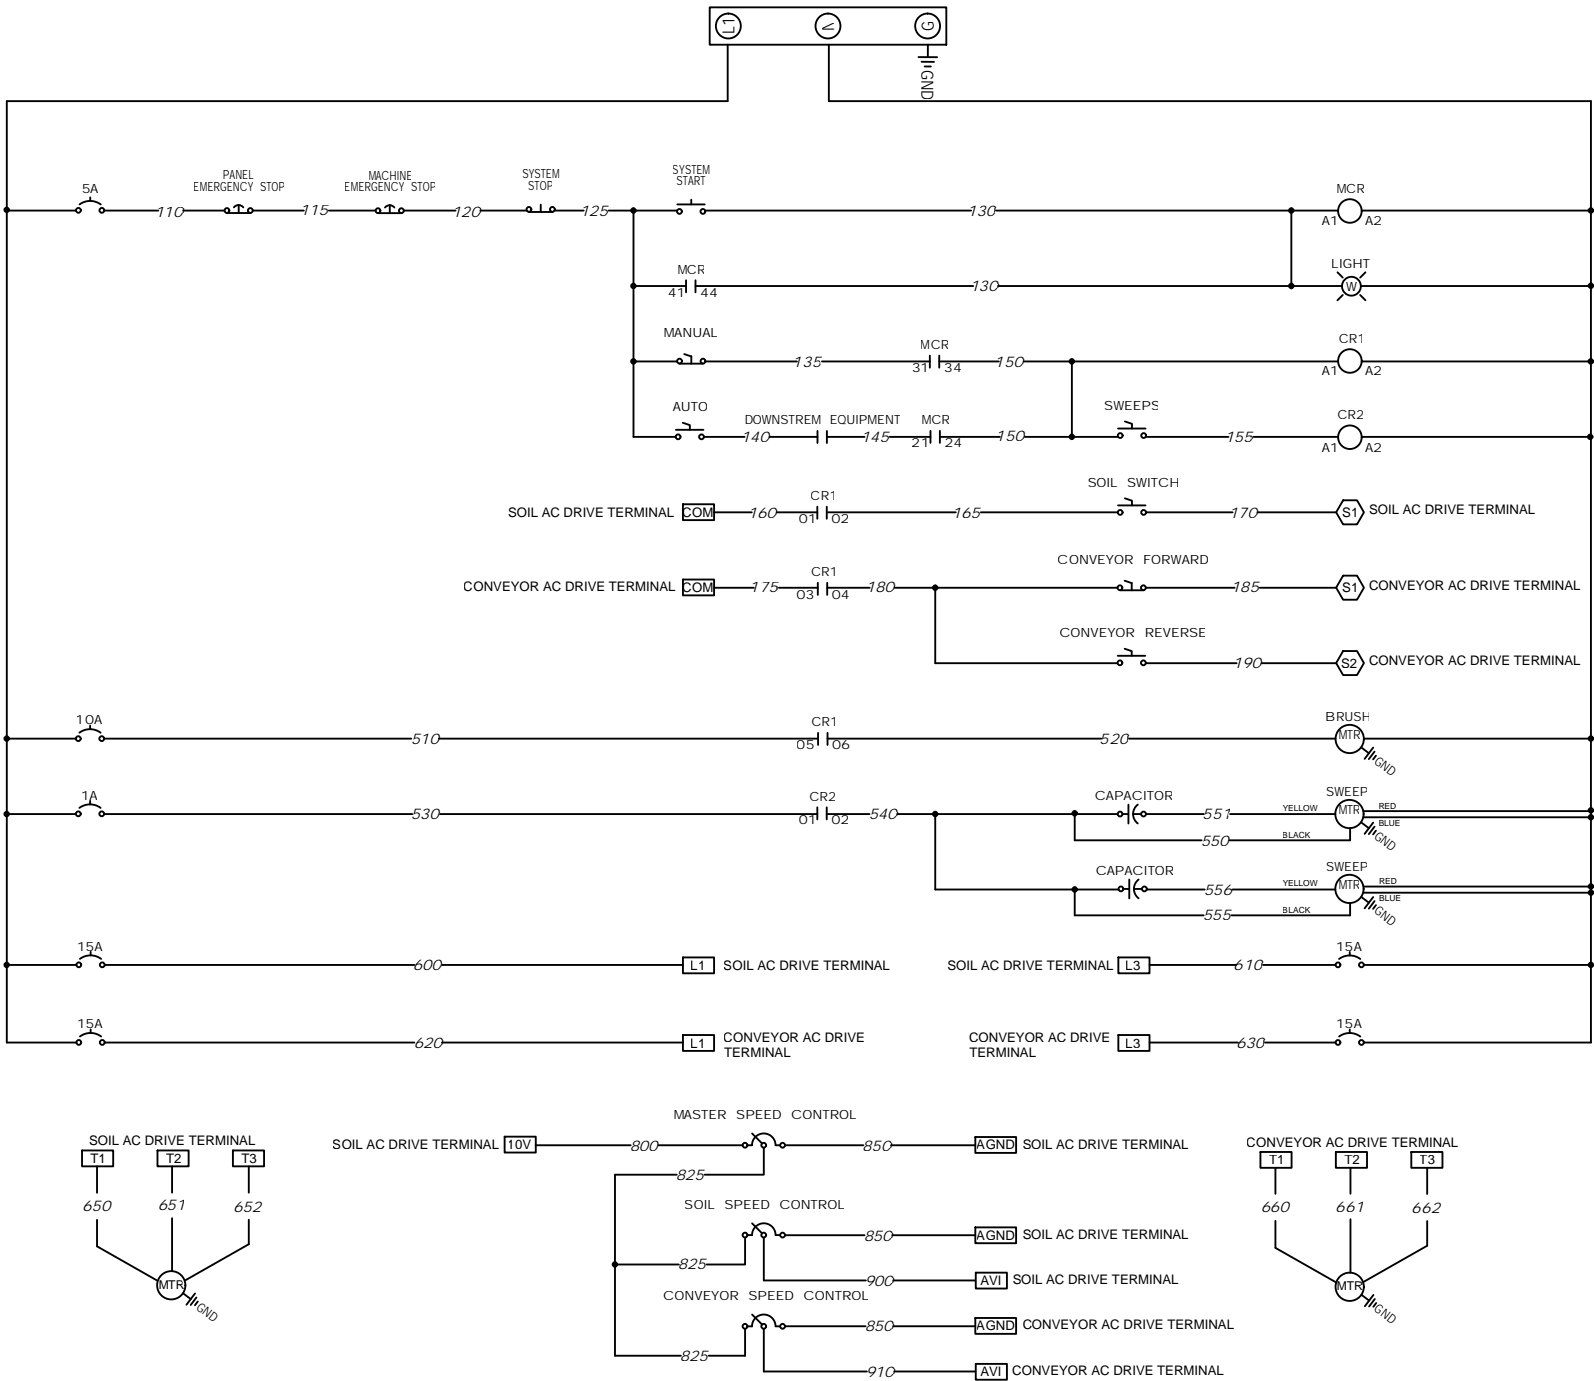 L1 N G
GND
5A
PANEL
EMERGENCY STOP
MACHINE
EMERGENCY STOP
SYSTEM
STOP
SYSTEM
START
MCR
110 115 120 125 130
A1 A2
MCR
LIGHT
41 44 130 W
MANUAL
MCR
CR1
135 31 34 150
A1 A2
AUTO
DOWNSTREM EQUIPMENT
MCR
SWEEPS
CR2
140 145 21 24 150 155
A1 A2
SOIL SWITCH
CR1
SOIL AC DRIVE TERMINAL COM 160 01 02 165 170 S1 SOIL AC DRIVE TERMINAL
CONVEYOR FORWARD
CR1
CONVEYOR AC DRIVE TERMINAL COM 175 03 04 180 185 S1 CONVEYOR AC DRIVE TERMINAL
CONVEYOR REVERSE
190 S2 CONVEYOR AC DRIVE TERMINAL
10A
CR1
BRUSH
510 05 06 520 MTR
GND
1A
CR2
CAPACITOR
SWEEP
530 01 02 540 551 YELLOW MTR RED
BLUE
550 BLACK GND
CAPACITOR
SWEEP
556 YELLOW MTR RED
BLUE
555 BLACK GND
15A
15A
600 L1 SOIL AC DRIVE TERMINAL
SOIL AC DRIVE TERMINAL L3 610
15A
15A
620 L1 CONVEYOR AC DRIVE
TERMINAL
CONVEYOR AC DRIVE
TERMINAL
L3 630
SOIL AC DRIVE TERMINAL
T1 T2 T3
650 651 652
MTR
GND
MASTER SPEED CONTROL
SOIL AC DRIVE TERMINAL 10V 800 850 AGND SOIL AC DRIVE TERMINAL
825
SOIL SPEED CONTROL
850 AGND SOIL AC DRIVE TERMINAL
825
900 AVI SOIL AC DRIVE TERMINAL
CONVEYOR SPEED CONTROL
850 AGND CONVEYOR AC DRIVE TERMINAL
825
910 AVI CONVEYOR AC DRIVE TERMINAL
CONVEYOR AC DRIVE TERMINAL
T1 T2 T3
660 661 662
MTR
GND